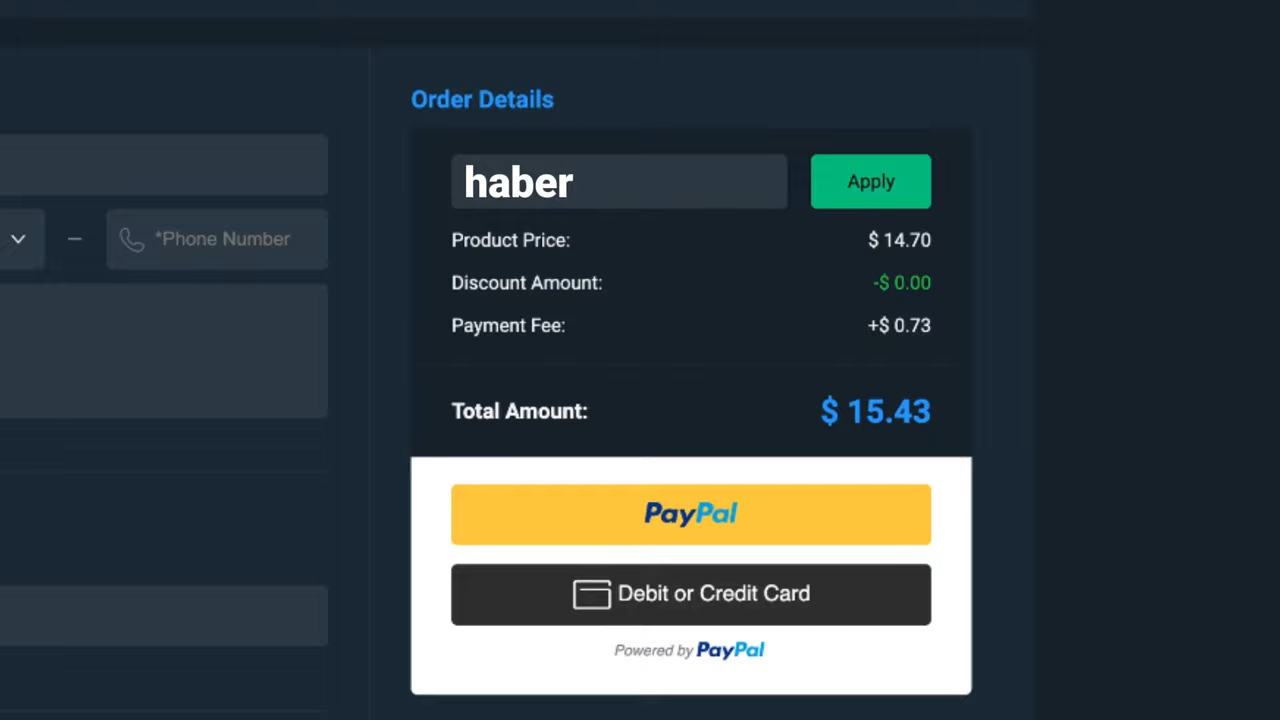 Order Details
haber
Apply
Product Price: $ 14.70
Discount Amount: -$ 0.00
Payment Fee: +$ 0.73
Total Amount: $ 15.43
*Phone Number
PayPal
Debit or Credit Card
Powered by PayPal